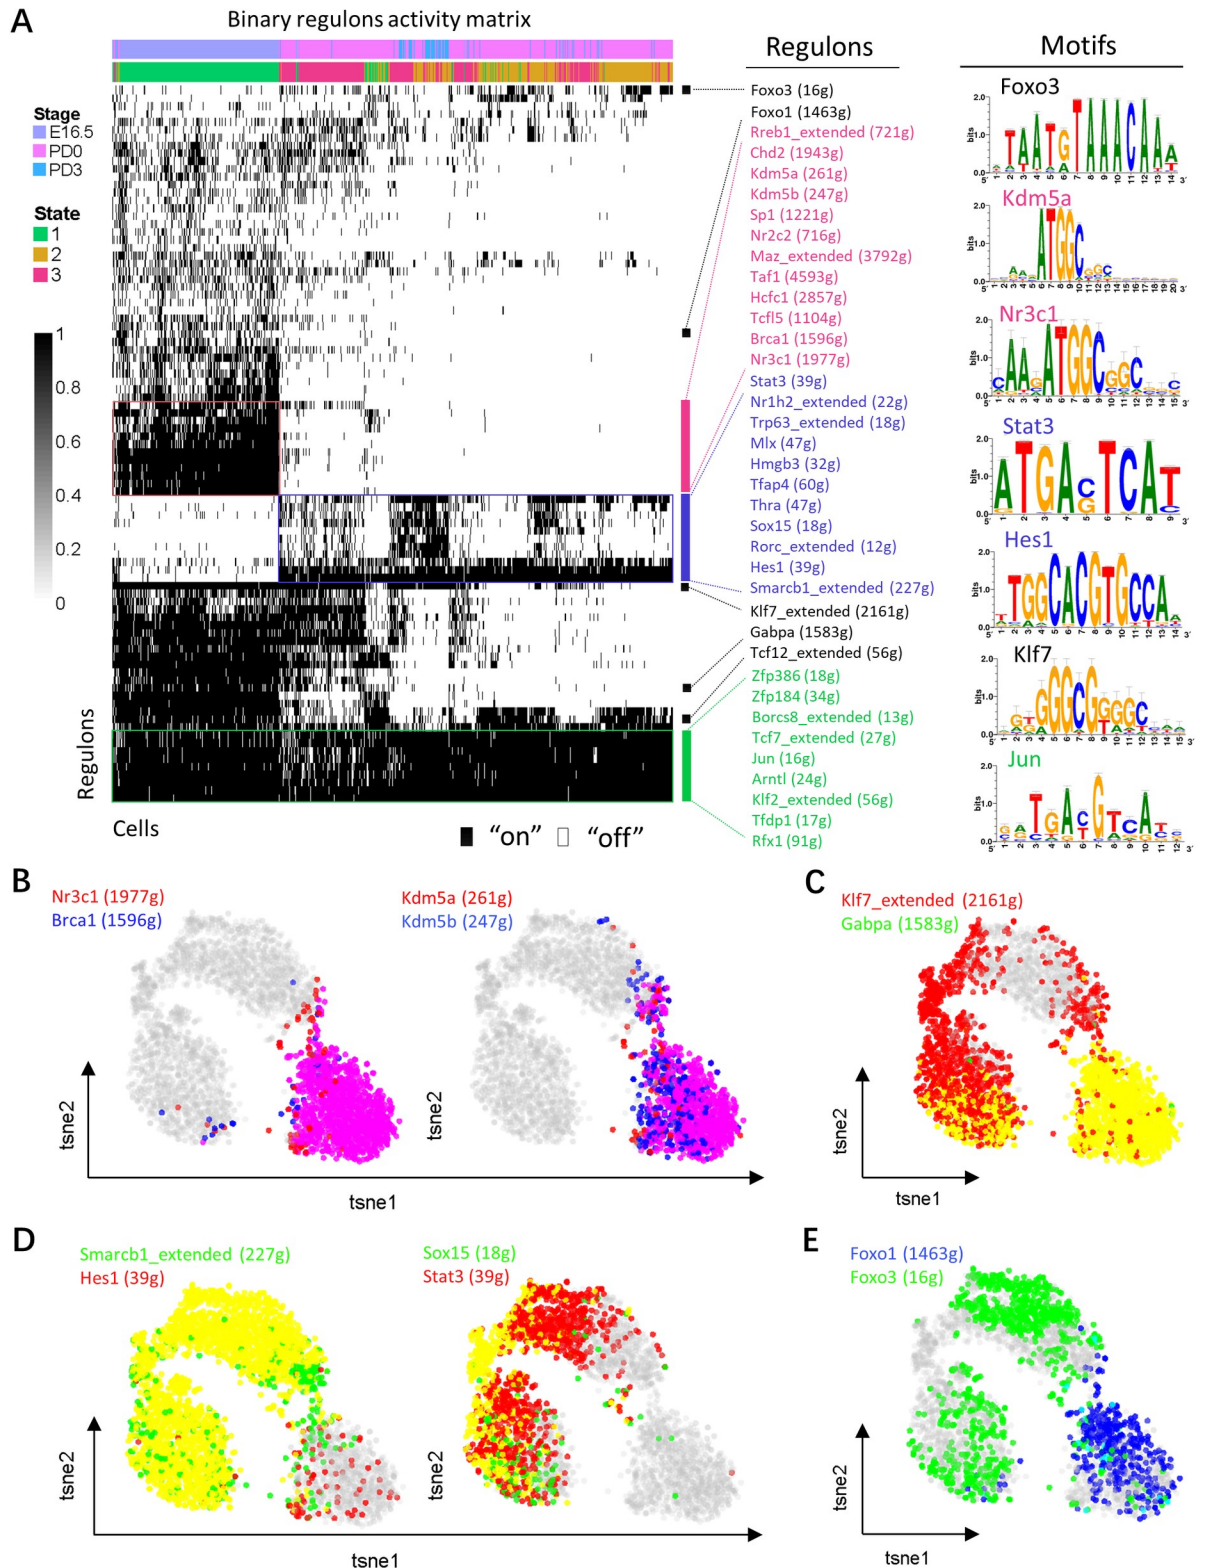 A
Binary regulons activity matrix
Stage
E16.5
PD0
PD3
State
1
2
3
1
0.8
0.6
0.4
0.2
0
Regulons
Cells
"on" "off"
Regulons
Foxo3 (16g)
Foxo1 (1463g)
Rreb1_extended (721g)
Chd2 (1943g)
Kdm5a (261g)
Kdm5b (247g)
Sp1 (1221g)
Nr2c2 (716g)
Maz_extended (3792g)
Taf1 (4593g)
Hcfc1 (2857g)
Tcfl5 (1104g)
Brca1 (1596g)
Nr3c1 (1977g)
Stat3 (39g)
Nr1h2_extended (22g)
Trp63_extended (18g)
Mlx (47g)
Hmgb3 (32g)
Tfap4 (60g)
Thra (47g)
Sox15 (18g)
Rorc_extended (12g)
Hes1 (39g)
Smarcb1_extended (227g)
Klf7_extended (2161g)
Gabpa (1583g)
Tcf12_extended (56g)
Zfp386 (18g)
Zfp184 (34g)
Borcs8_extended (13g)
Tcf7_extended (27g)
Jun (16g)
Arntl (24g)
Klf2_extended (56g)
Tfdp1 (17g)
Rfx1 (91g)
Motifs
Foxo3
Kdm5a
Nr3c1
Stat3
Hes1
Klf7
Jun
B
Nr3c1 (1977g)
Brca1 (1596g)
Kdm5a (261g)
Kdm5b (247g)
tsne2
tsne2
tsne1
C
Klf7_extended (2161g)
Gabpa (1583g)
tsne2
tsne1
D
Smarcb1_extended (227g)
Hes1 (39g)
Sox15 (18g)
Stat3 (39g)
tsne2
tsne2
tsne1
E
Foxo1 (1463g)
Foxo3 (16g)
tsne2
tsne1